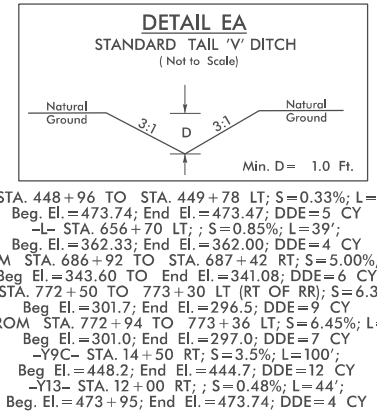 DETAIL EA
STANDARD TAIL 'V' DITCH
( Not to Scale)
Natural
Ground
3:1
D
3:1
Natural
Ground
Min. D= 1.0 Ft.
STA. 448+96 TO STA. 449+78 LT; S=0.33%; L=
Beg. El.=473.74; End El.=473.47; DDE=5 CY
-L- STA. 656+70 LT; ; S=0.85%; L=39';
Beg. El.=362.33; End El.=362.00; DDE=4 CY
M STA. 686+92 TO STA. 687+42 RT; S=5.00%,
Beg El.=343.60 TO End El.=341.08; DDE=6 CY
STA. 772+50 TO 773+30 LT (RT OF RR); S=6.3
Beg El.=301.7; End El.=296.5; DDE=9 CY
ROM STA. 772+94 TO 773+36 LT; S=6.45%; L=
Beg El.=301.0; End El.=297.0; DDE=7 CY
-Y9C- STA. 14+50 RT; S=3.5%; L=100';
Beg El.=448.2; End El.=444.7; DDE=12 CY
-Y13- STA. 12+00 RT; ; S=0.48%; L=44';
Beg El.=473+95; End El.=473.74; DDE=4 CY